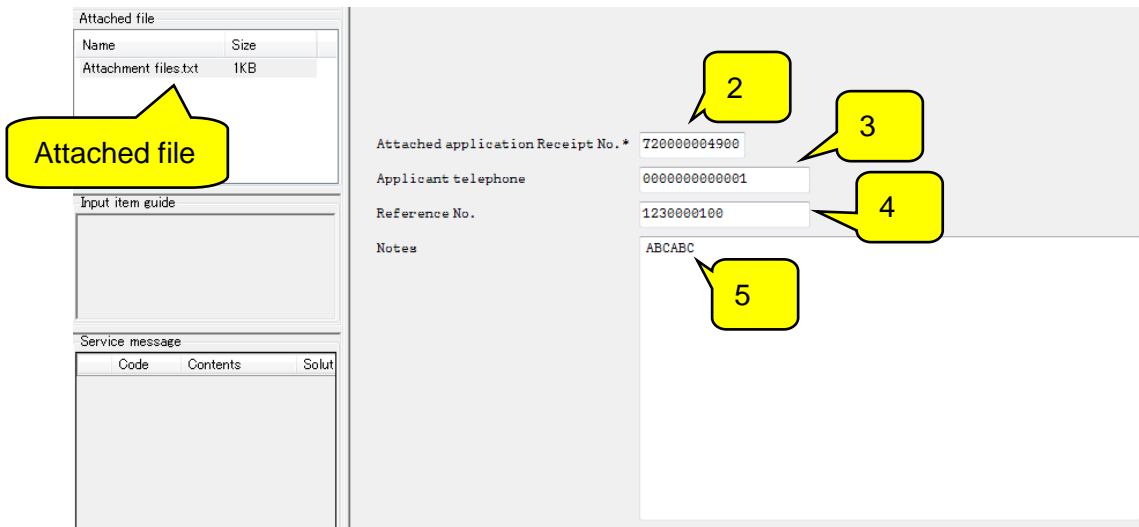 Attached file
Name Size
Attachment files.txt 1KB
Attached file
Input item guide
Service message
Code Contents Solut
2
3
Attached application Receipt No.* 720000004900
Applicant telephone 0000000000001
Reference No. 1230000100
4
Notes ABCABC
5